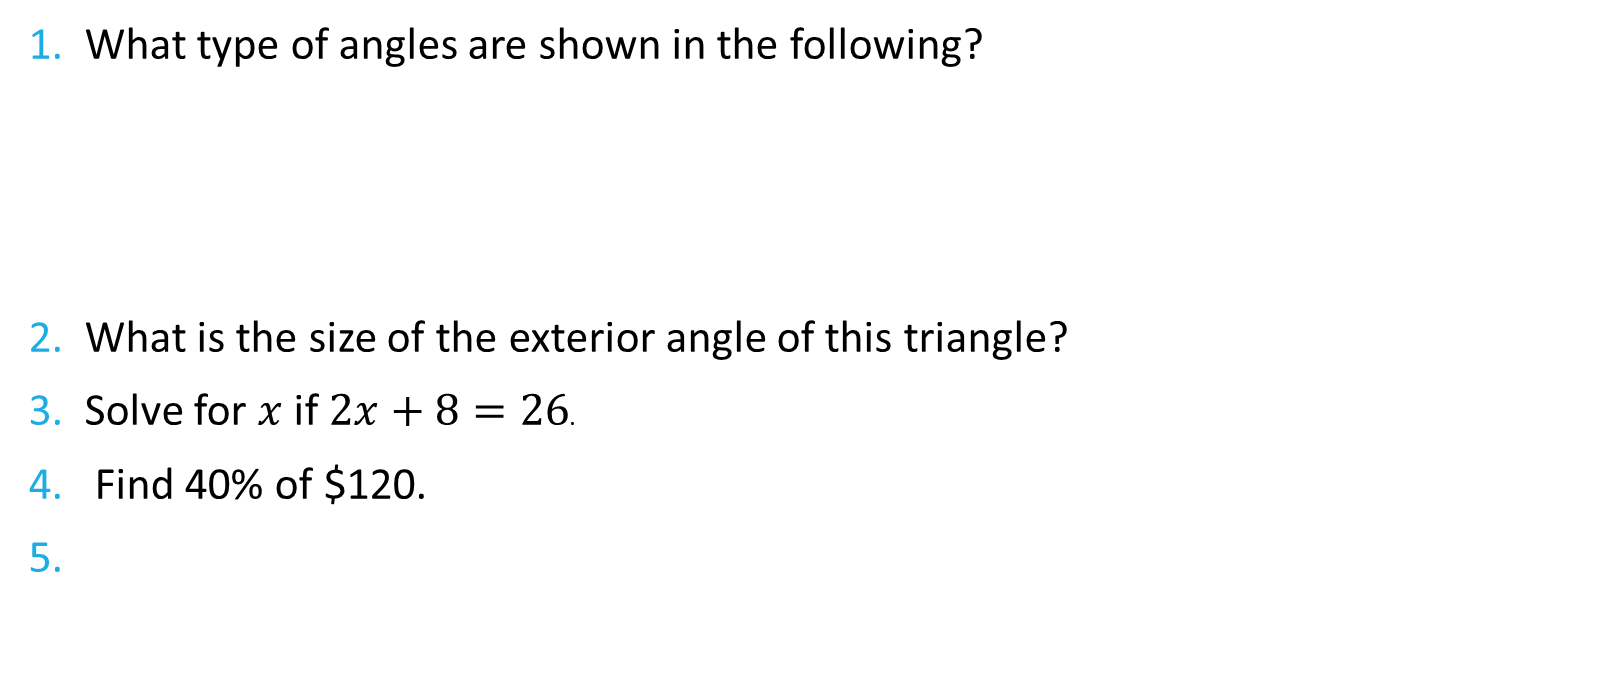 1. What type of angles are shown in the following?
2. What is the size of the exterior angle of this triangle?
3. Solve for x if 2x + 8 = 26.
4. Find 40% of $120.
5.